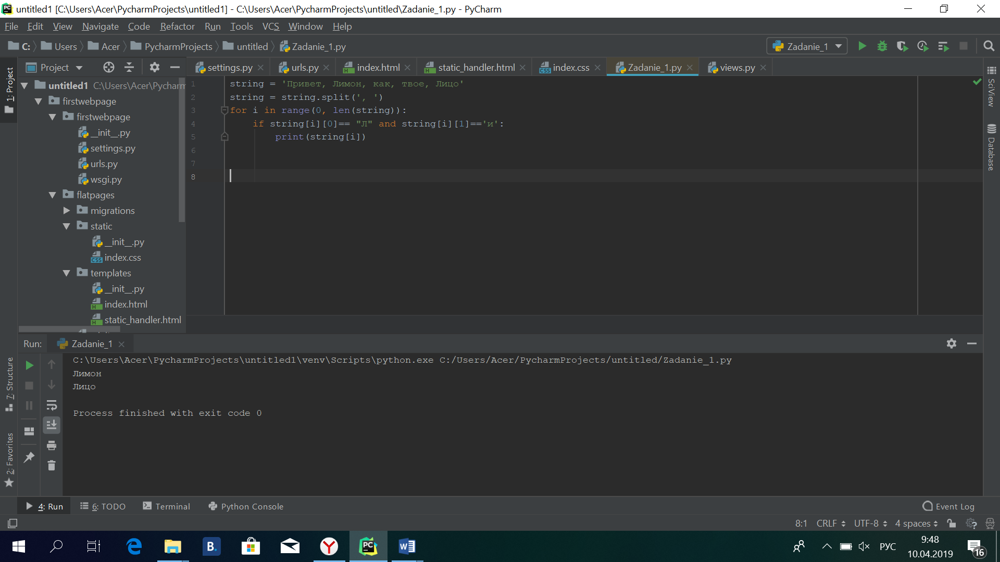 untitled1 [C:\Users\Acer\PycharmProjects\untitled1] - C:\Users\Acer\PycharmProjects\untitled\Zadanie_1.py - PyCharm
File Edit View Navigate Code Refactor Run Tools VCS Window Help
C: Users Acer PycharmProjects untitled Zadanie_1.py Zadanie_1
1: Project
Project
settings.py urls.py index.html static_handler.html index.css Zadanie_1.py views.py
untitled1 C:\Users\Acer\Pycharm
firstwebpage
firstwebpage
__init__.py
settings.py
urls.py
wsgi.py
flatpages
migrations
static
__init__.py
index.css
templates
__init__.py
index.html
static_handler.html
1 string = 'Привет, Лимон, как, твое, Лицо'
2 string = string.split(', ')
3 for i in range(0, len(string)):
4 if string[i][0]== "Л" and string[i][1]=='и':
5 print(string[i])
6
7
8
SciView
Database
Run: Zadanie_1
C:\Users\Acer\PycharmProjects\untitled1\venv\Scripts\python.exe C:/Users/Acer/PycharmProjects/untitled/Zadanie_1.py
Лимон
Лицо
Process finished with exit code 0
7: Structure
2: Favorites
4: Run 6: TODO Terminal Python Console Event Log
8:1 CRLF UTF-8 4 spaces
B. PC W РУС 9:48
10.04.2019 16